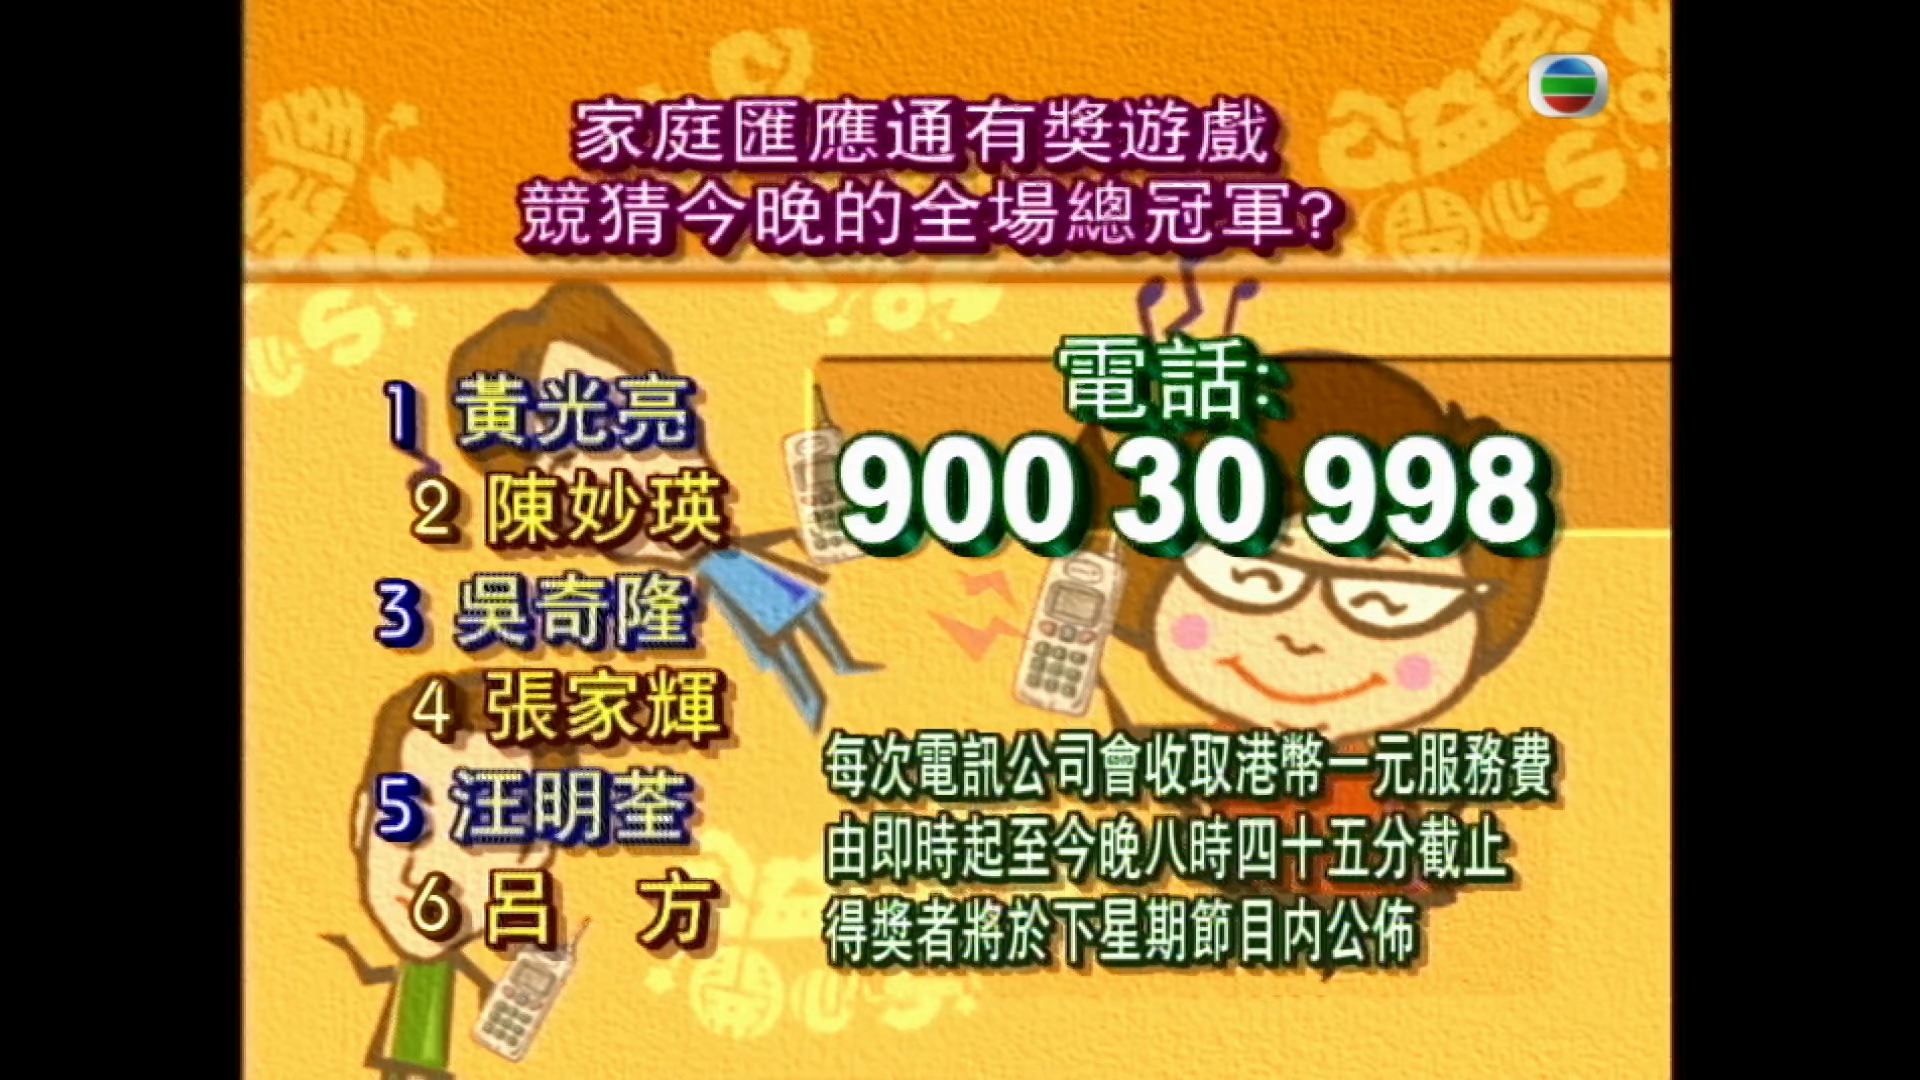 家庭匯應通有獎遊戲
競猜今晚的全場總冠軍?
1 黃光亮
2 陳妙瑛
3 吳奇隆
4 張家輝
5 汪明荃
6 呂 方
電話:
900 30 998
每次電訊公司會收取港幣一元服務費
由即時起至今晚八時四十五分截止
得獎者將於下星期節目内公佈